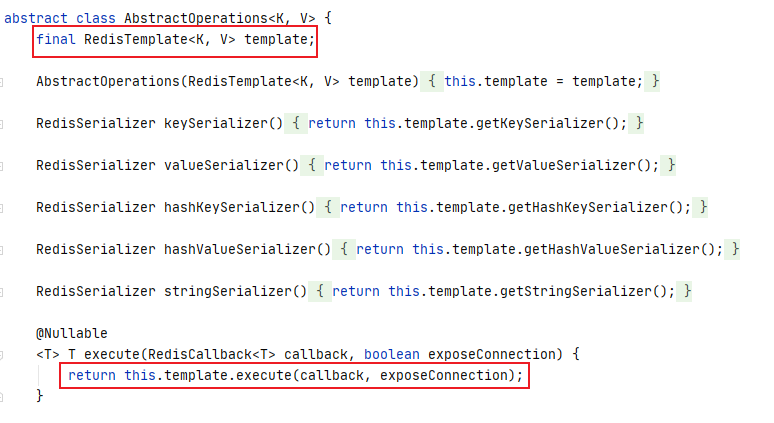 abstract class AbstractOperations<K, V> {
final RedisTemplate<K, V> template;
AbstractOperations(RedisTemplate<K, V> template) { this.template = template; }
RedisSerializer keySerializer() { return this.template.getKeySerializer(); }
RedisSerializer valueSerializer() { return this.template.getValueSerializer(); }
RedisSerializer hashKeySerializer() { return this.template.getHashKeySerializer(); }
RedisSerializer hashValueSerializer() { return this.template.getHashValueSerializer(); }
RedisSerializer stringSerializer() { return this.template.getStringSerializer(); }
@Nullable
<T> T execute(RedisCallback<T> callback, boolean exposeConnection) {
return this.template.execute(callback, exposeConnection);
}